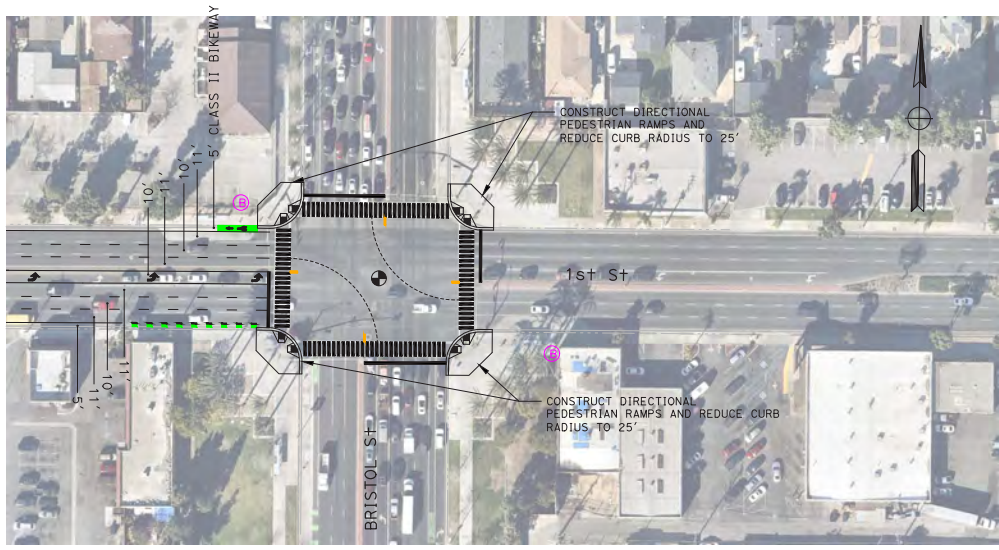 5' CLASS II BIKEWAY
11'
10'
11'
10'
B
CONSTRUCT DIRECTIONAL
PEDESTRIAN RAMPS AND
REDUCE CURB RADIUS TO 25'
1st St
B
11'
10'
11'
5'
BRISTOL St
CONSTRUCT DIRECTIONAL
PEDESTRIAN RAMPS AND REDUCE CURB
RADIUS TO 25'